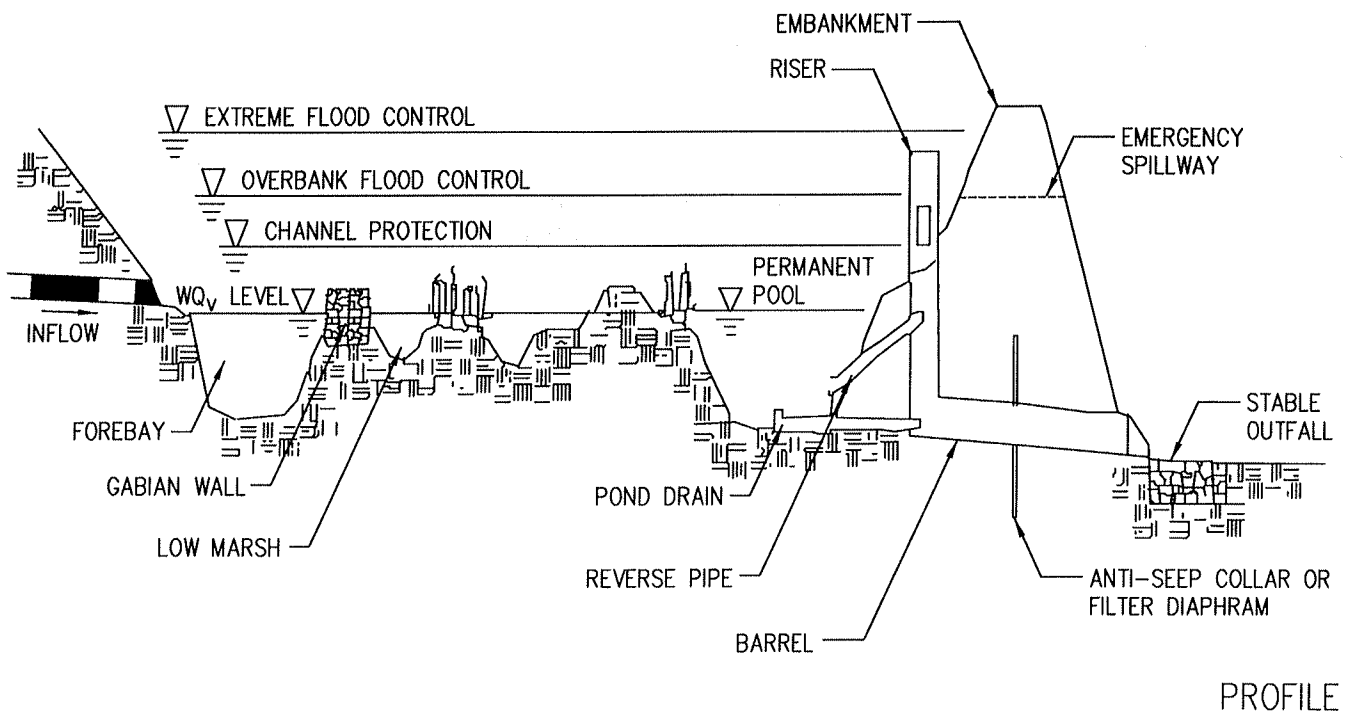 EMBANKMENT
RISER
EXTREME FLOOD CONTROL
EMERGENCY
SPILLWAY
OVERBANK FLOOD CONTROL
CHANNEL PROTECTION
PERMANENT
POOL
WQV LEVEL
INFLOW
STABLE
OUTFALL
FOREBAY
GABIAN WALL
POND DRAIN
LOW MARSH
REVERSE PIPE
ANTI-SEEP COLLAR OR
FILTER DIAPHRAM
BARREL
PROFILE